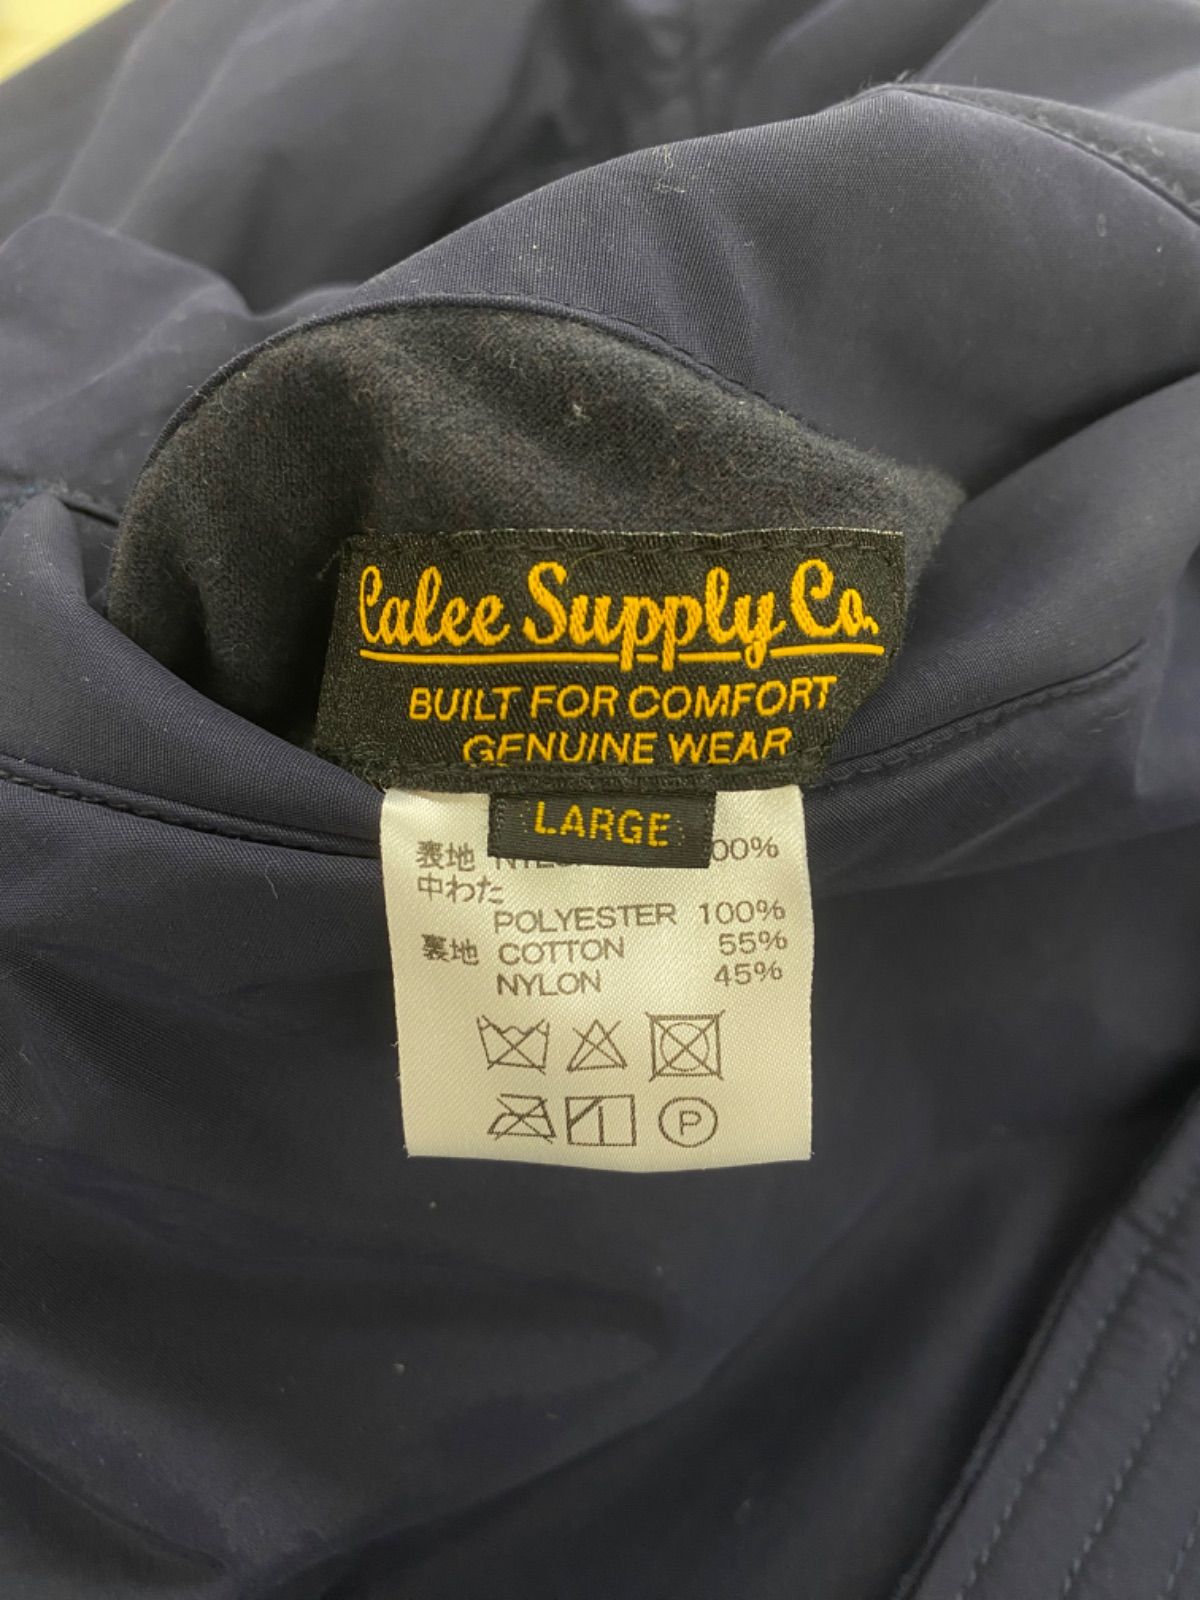 Calee Supply Co.
BUILT FOR COMFORT
GENUINE WEAR
LARGE
表地 00%
中わた
POLYESTER 100%
裏地 COTTON 55%
NYLON 45%
P